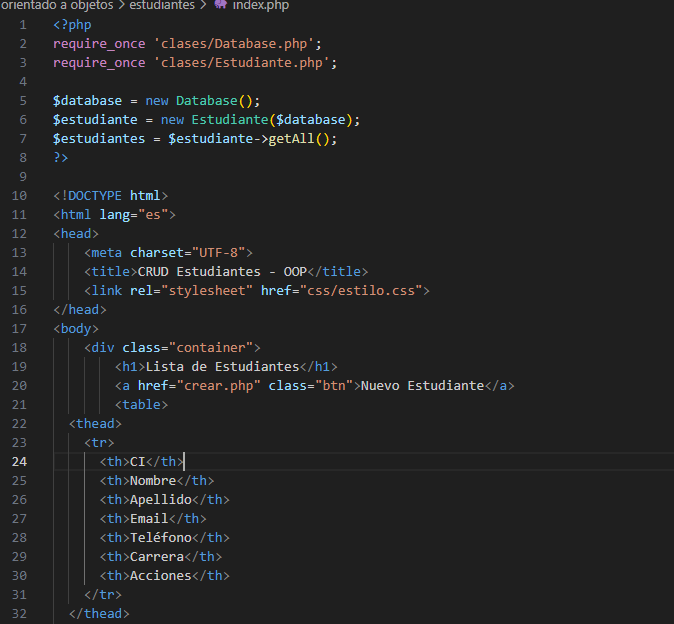 orientado a objetos > estudiantes > index.php
1 <?php
2 require_once 'clases/Database.php';
3 require_once 'clases/Estudiante.php';
4
5 $database = new Database();
6 $estudiante = new Estudiante($database);
7 $estudiantes = $estudiante->getAll();
8 ?>
9
10 <!DOCTYPE html>
11 <html lang="es">
12 <head>
13     <meta charset="UTF-8">
14     <title>CRUD Estudiantes - OOP</title>
15     <link rel="stylesheet" href="css/estilo.css">
16 </head>
17 <body>
18     <div class="container">
19         <h1>Lista de Estudiantes</h1>
20         <a href="crear.php" class="btn">Nuevo Estudiante</a>
21         <table>
22   <thead>
23     <tr>
24       <th>CI</th>
25       <th>Nombre</th>
26       <th>Apellido</th>
27       <th>Email</th>
28       <th>Teléfono</th>
29       <th>Carrera</th>
30       <th>Acciones</th>
31     </tr>
32   </thead>